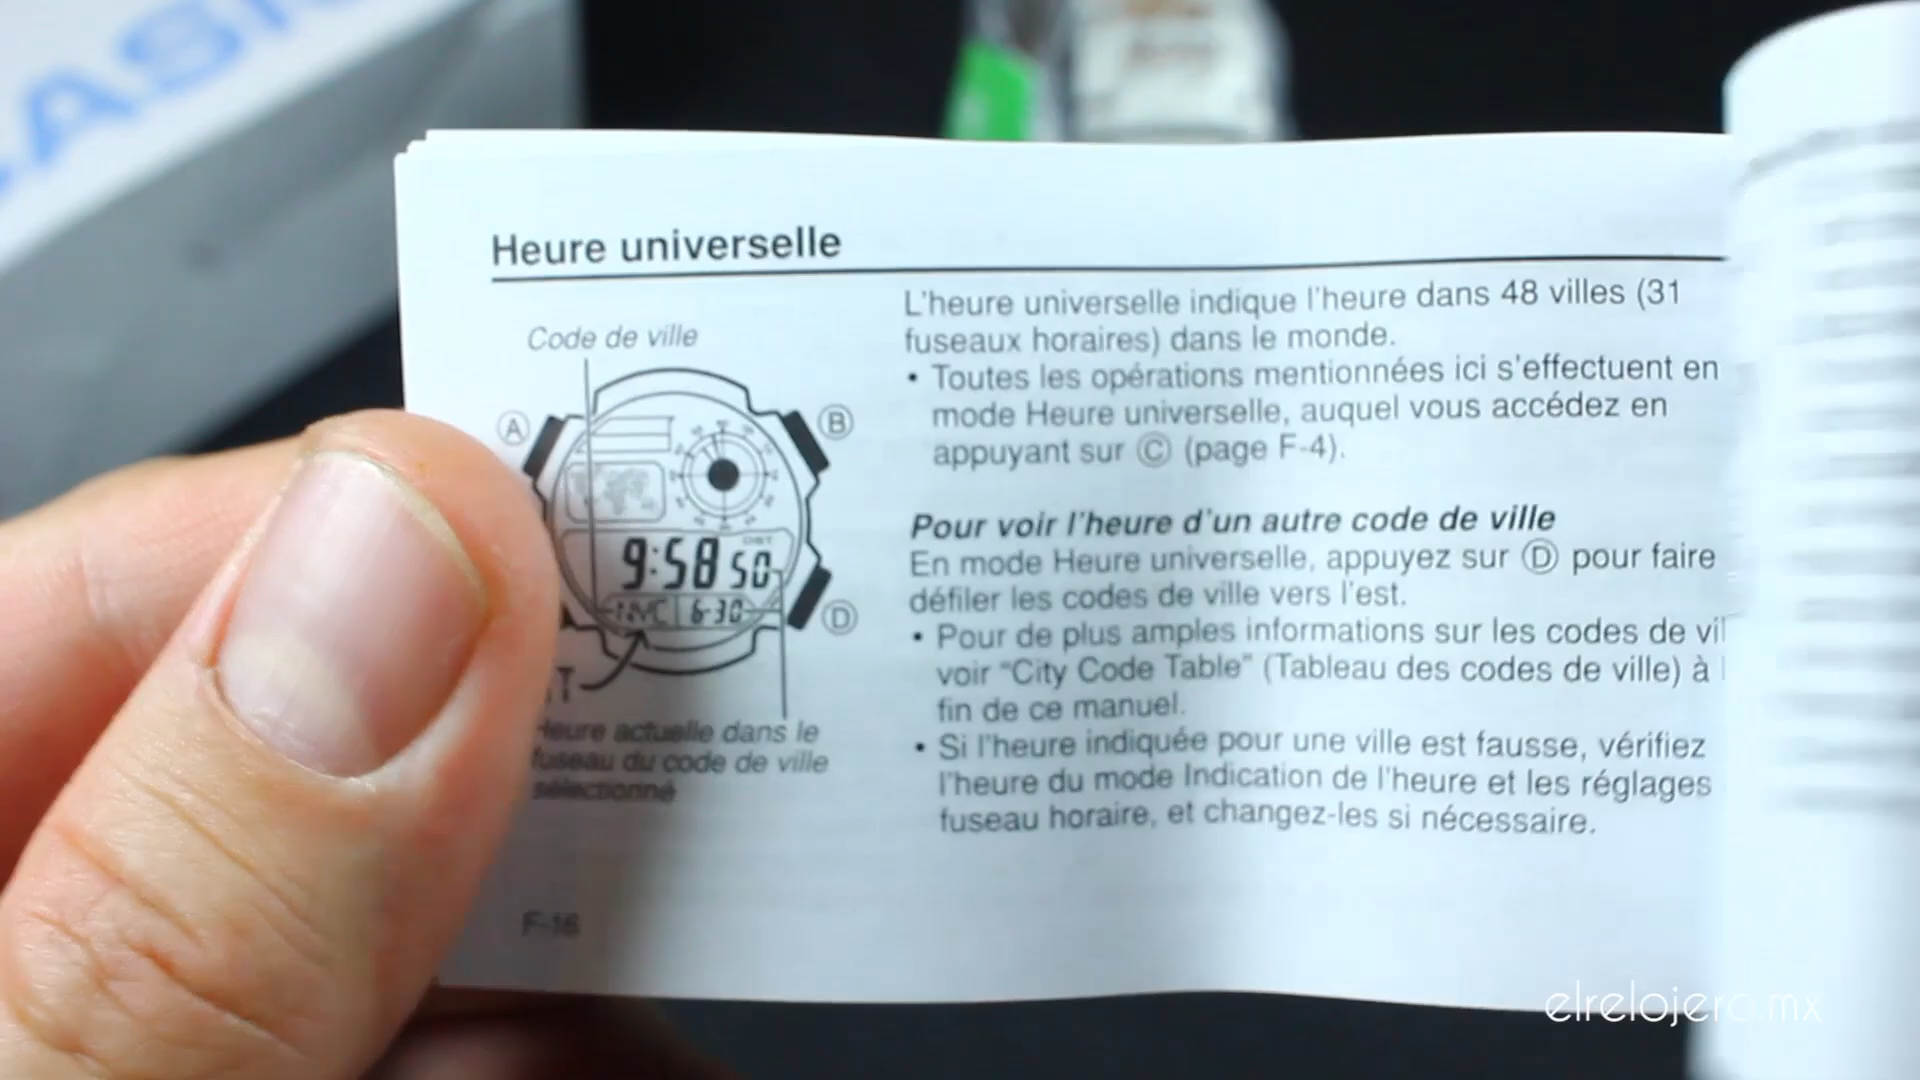 CASIO
Heure universelle
Code de ville
A
B
9:58 50
DST
NYC 6-30
D
Heure actuelle dans le
fuseau du code de ville
sélectionné
F-16
L'heure universelle indique l'heure dans 48 villes (31
fuseaux horaires) dans le monde.
• Toutes les opérations mentionnées ici s'effectuent en
mode Heure universelle, auquel vous accédez en
appuyant sur Ⓒ (page F-4).
Pour voir l'heure d'un autre code de ville
En mode Heure universelle, appuyez sur Ⓓ pour faire
défiler les codes de ville vers l'est.
• Pour de plus amples informations sur les codes de vil
voir "City Code Table" (Tableau des codes de ville) à
fin de ce manuel.
• Si l'heure indiquée pour une ville est fausse, vérifiez
l'heure du mode Indication de l'heure et les réglages
fuseau horaire, et changez-les si nécessaire.
elrelojero.mx